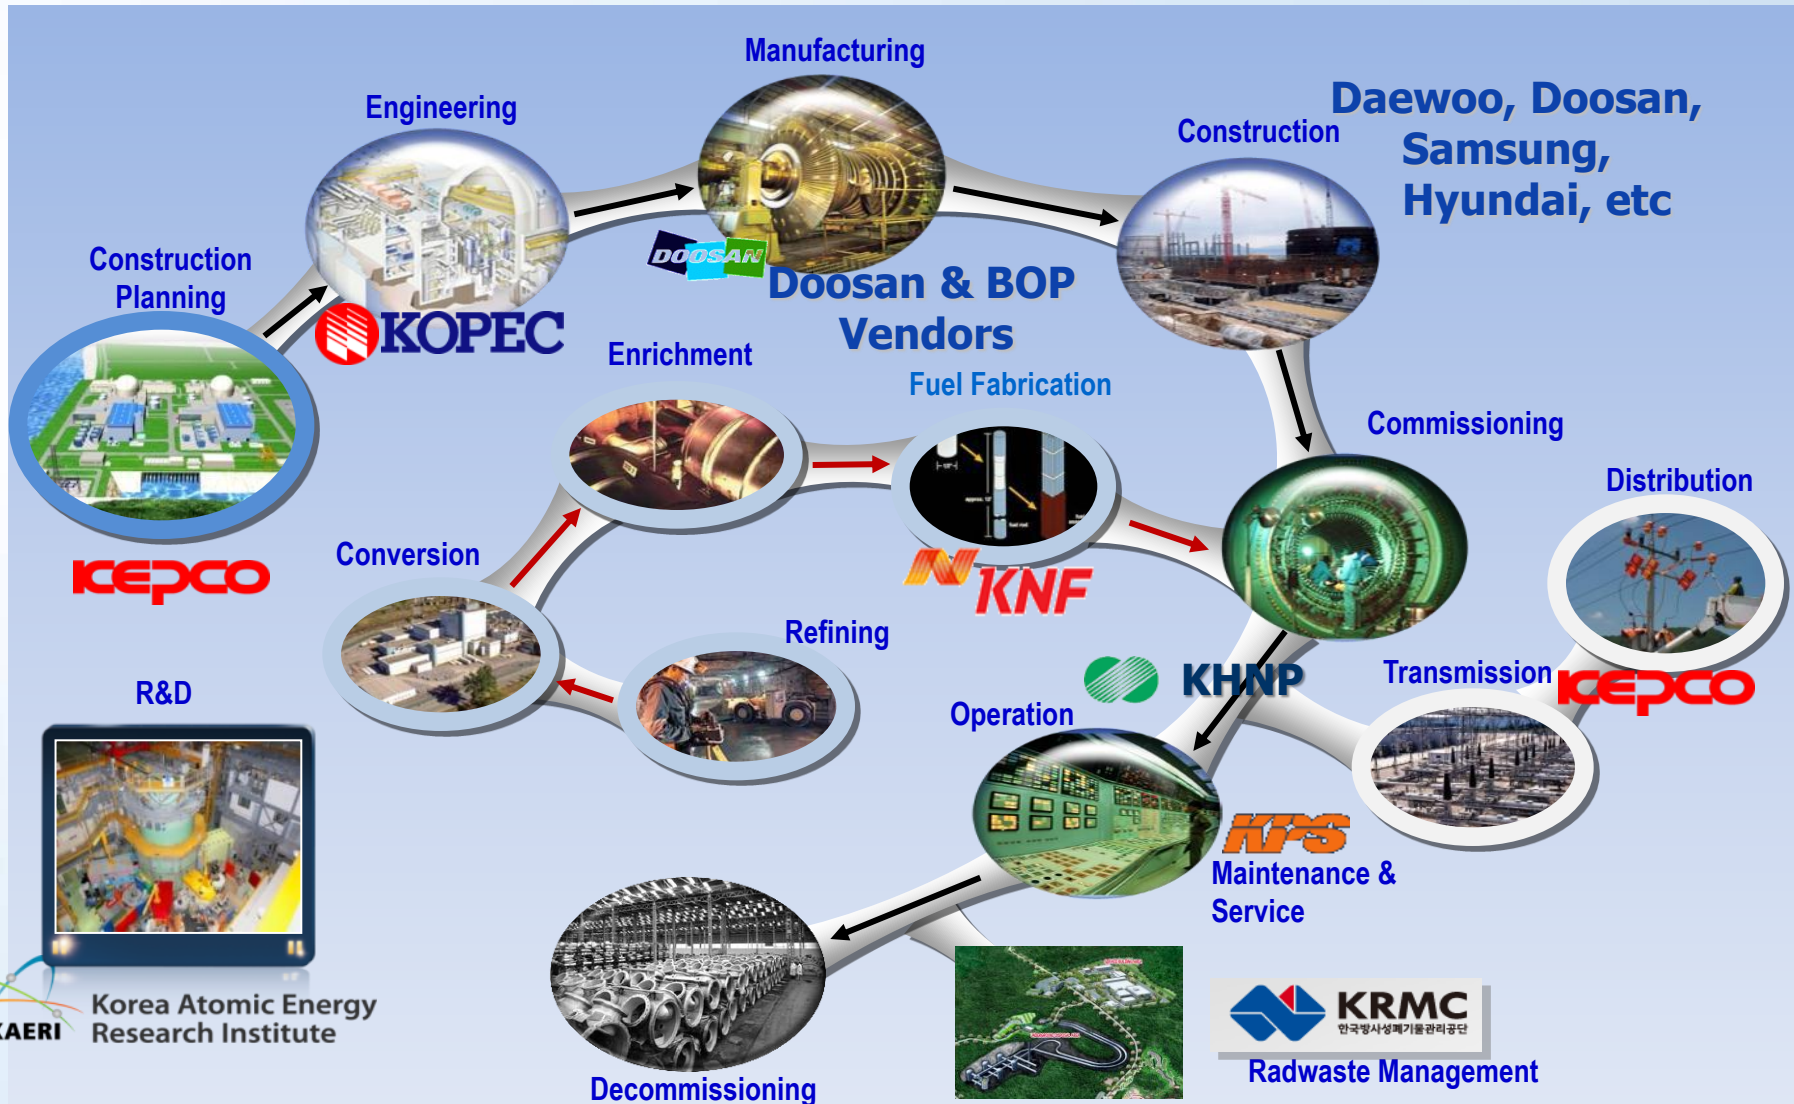 Manufacturing
Engineering
Construction
Daewoo, Doosan,
Samsung,
Hyundai, etc
DOOSAN
Doosan & BOP
Vendors
Construction
Planning
KOPEC
Enrichment
Fuel Fabrication
Commissioning
Distribution
KEPCO
Conversion
KNF
Refining
KHNP
Transmission
KEPCO
R&D
Operation
KPS
Maintenance &
Service
KAERI
Korea Atomic Energy
Research Institute
KRMC
한국방사성폐기물관리공단
Radwaste Management
Decommissioning